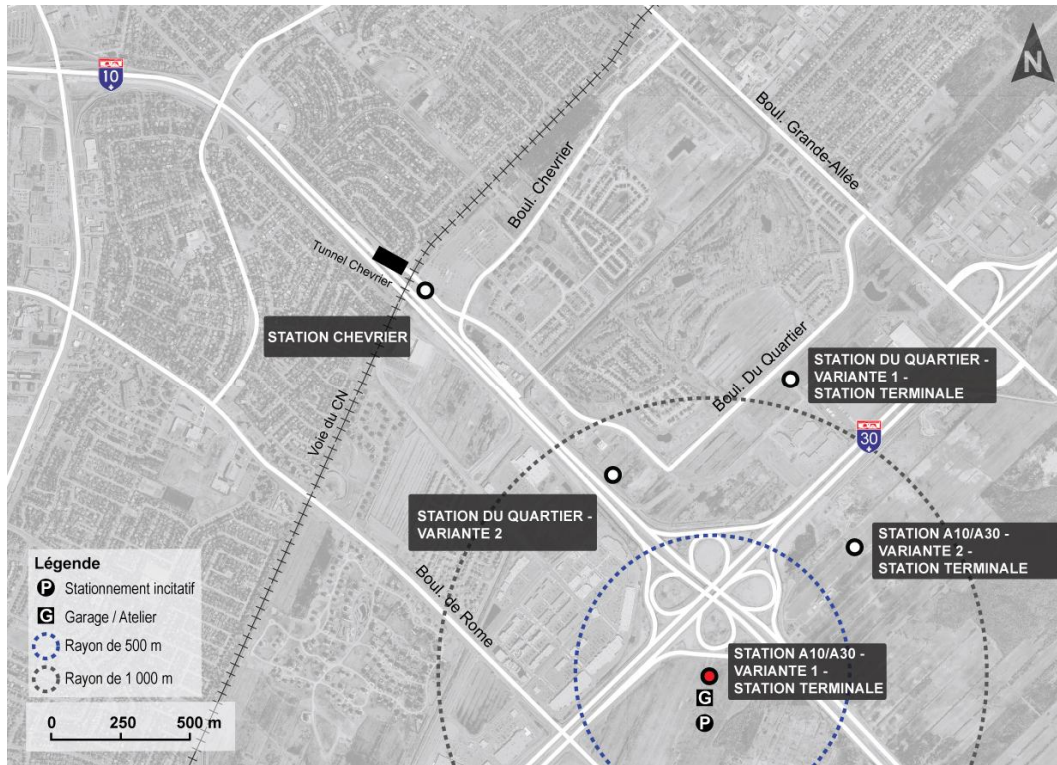 10
N
Boul. Grande-Allée
Boul. Chevrier
Tunnel Chevrier
STATION CHEVRIER
Voie du CN
Boul. Du Quartier
STATION DU QUARTIER -
VARIANTE 1 -
STATION TERMINALE
30
STATION DU QUARTIER -
VARIANTE 2
STATION A10/A30 -
VARIANTE 2 -
STATION TERMINALE
Boul. de Rome
STATION A10/A30 -
VARIANTE 1 -
STATION TERMINALE
G
P
Légende
P Stationnement incitatif
G Garage / Atelier
Rayon de 500 m
Rayon de 1 000 m
0 250 500 m